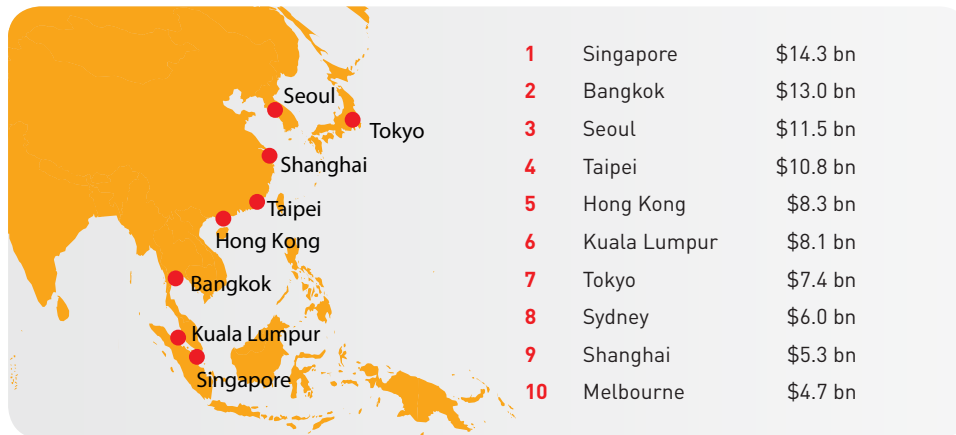 Seoul
Tokyo
Shanghai
Taipei
Hong Kong
Bangkok
Kuala Lumpur
Singapore
1 Singapore $14.3 bn
2 Bangkok $13.0 bn
3 Seoul $11.5 bn
4 Taipei $10.8 bn
5 Hong Kong $8.3 bn
6 Kuala Lumpur $8.1 bn
7 Tokyo $7.4 bn
8 Sydney $6.0 bn
9 Shanghai $5.3 bn
10 Melbourne $4.7 bn